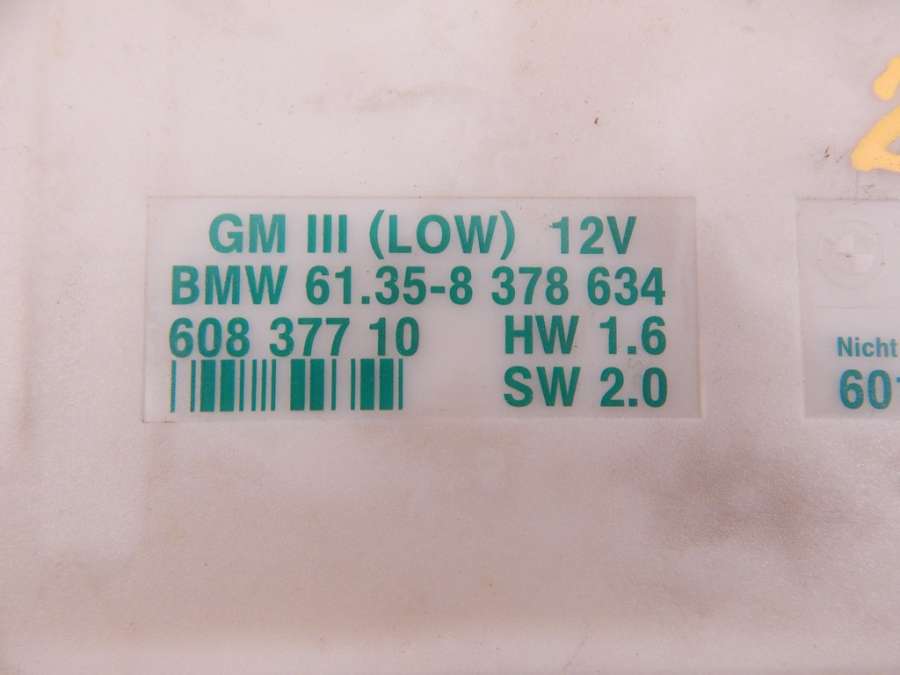 GM III (LOW) 12V
BMW 61.35-8 378 634
608 377 10 HW 1.6
SW 2.0
Nicht